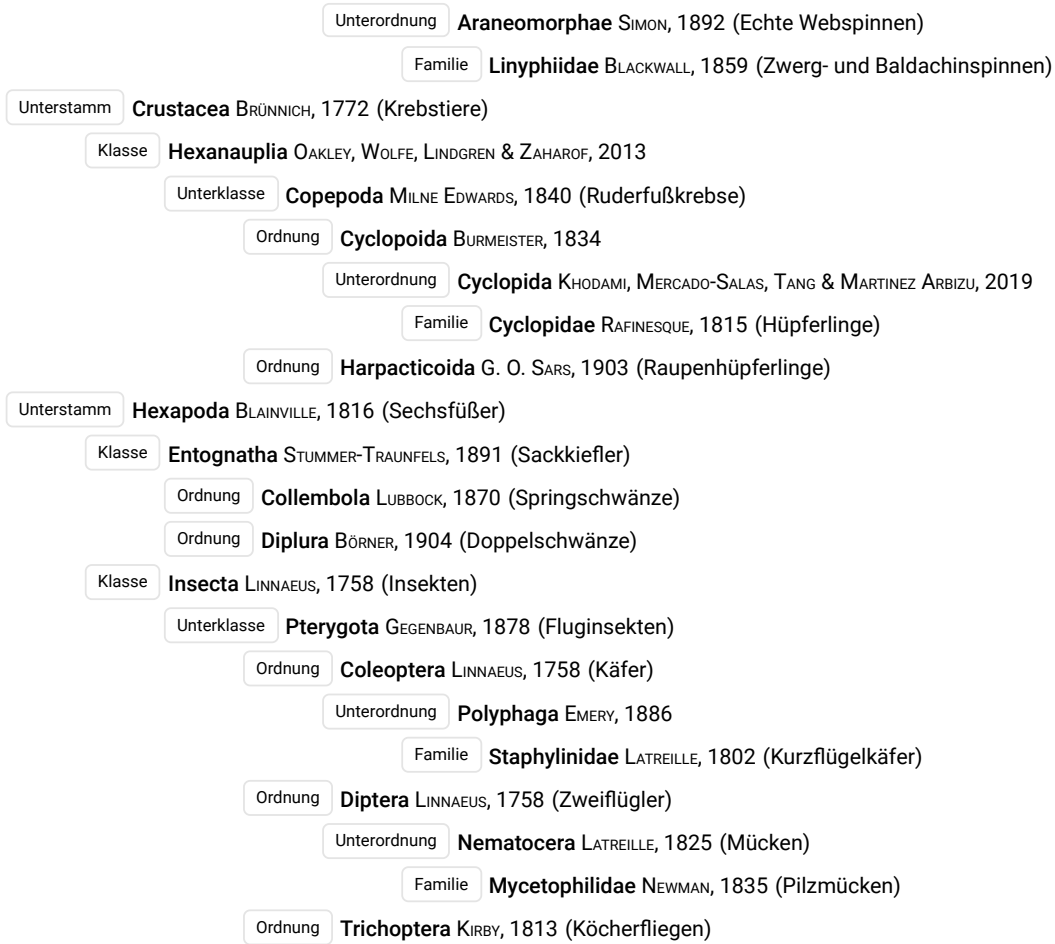 Unterordnung Araneomorphae Simon, 1892 (Echte Webspinnen)
Familie Linyphiidae Blackwall, 1859 (Zwerg- und Baldachinspinnen)
Unterstamm Crustacea Brünnich, 1772 (Krebstiere)
Klasse Hexanauplia Oakley, Wolfe, Lindgren & Zaharof, 2013
Unterklasse Copepoda Milne Edwards, 1840 (Ruderfußkrebse)
Ordnung Cyclopoida Burmeister, 1834
Unterordnung Cyclopida Khodami, Mercado-Salas, Tang & Martinez Arbizu, 2019
Familie Cyclopidae Rafinesque, 1815 (Hüpferlinge)
Ordnung Harpacticoida G. O. Sars, 1903 (Raupenhüpferlinge)
Unterstamm Hexapoda Blainville, 1816 (Sechsfüßer)
Klasse Entognatha Stummer-Traunfels, 1891 (Sackkiefler)
Ordnung Collembola Lubbock, 1870 (Springschwänze)
Ordnung Diplura Börner, 1904 (Doppelschwänze)
Klasse Insecta Linnaeus, 1758 (Insekten)
Unterklasse Pterygota Gegenbaur, 1878 (Fluginsekten)
Ordnung Coleoptera Linnaeus, 1758 (Käfer)
Unterordnung Polyphaga Emery, 1886
Familie Staphylinidae Latreille, 1802 (Kurzflügelkäfer)
Ordnung Diptera Linnaeus, 1758 (Zweiflügler)
Unterordnung Nematocera Latreille, 1825 (Mücken)
Familie Mycetophilidae Newman, 1835 (Pilzmücken)
Ordnung Trichoptera Kirby, 1813 (Köcherfliegen)